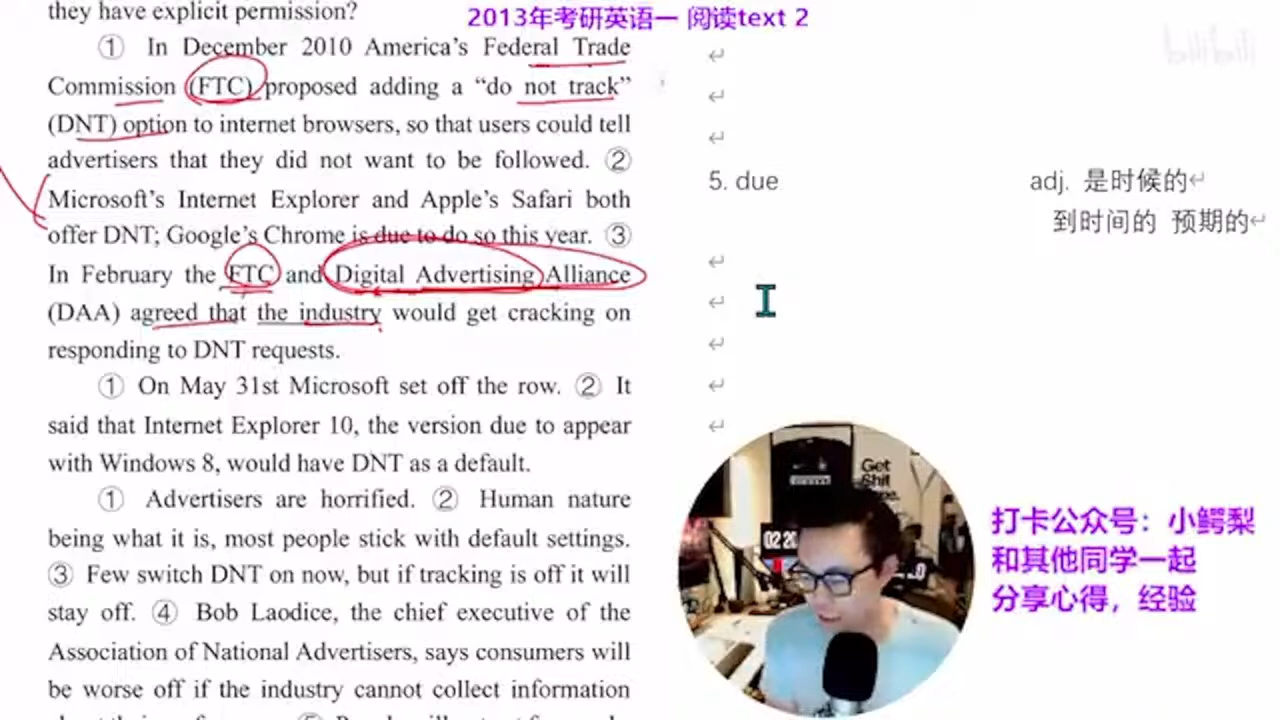 they have explicit permission?
2013年考研英语一 阅读text 2
bilibili
① In December 2010 America's Federal Trade
Commission (FTC) proposed adding a “do not track”
(DNT) option to internet browsers, so that users could tell
advertisers that they did not want to be followed. ②
Microsoft's Internet Explorer and Apple's Safari both
offer DNT; Google's Chrome is due to do so this year. ③
In February the FTC and Digital Advertising Alliance
(DAA) agreed that the industry would get cracking on
responding to DNT requests.
① On May 31st Microsoft set off the row. ② It
said that Internet Explorer 10, the version due to appear
with Windows 8, would have DNT as a default.
① Advertisers are horrified. ② Human nature
being what it is, most people stick with default settings.
③ Few switch DNT on now, but if tracking is off it will
stay off. ④ Bob Laodice, the chief executive of the
Association of National Advertisers, says consumers will
be worse off if the industry cannot collect information
5. due adj. 是时候的
到时间的 预期的
Get
Shit
02 20
打卡公众号：小鳄梨
和其他同学一起
分享心得，经验